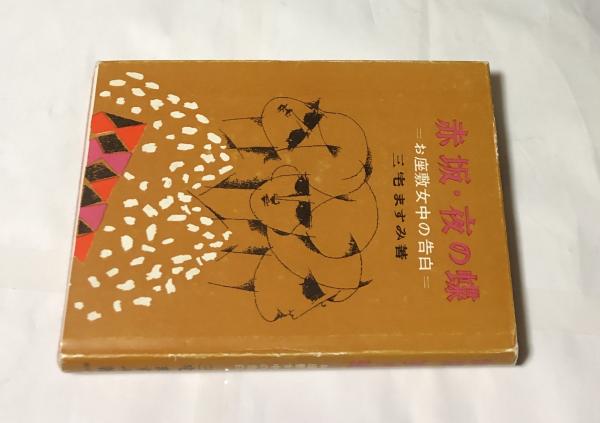 赤坂・夜の蝶
=お座敷女中の告白=
三宅ますみ著